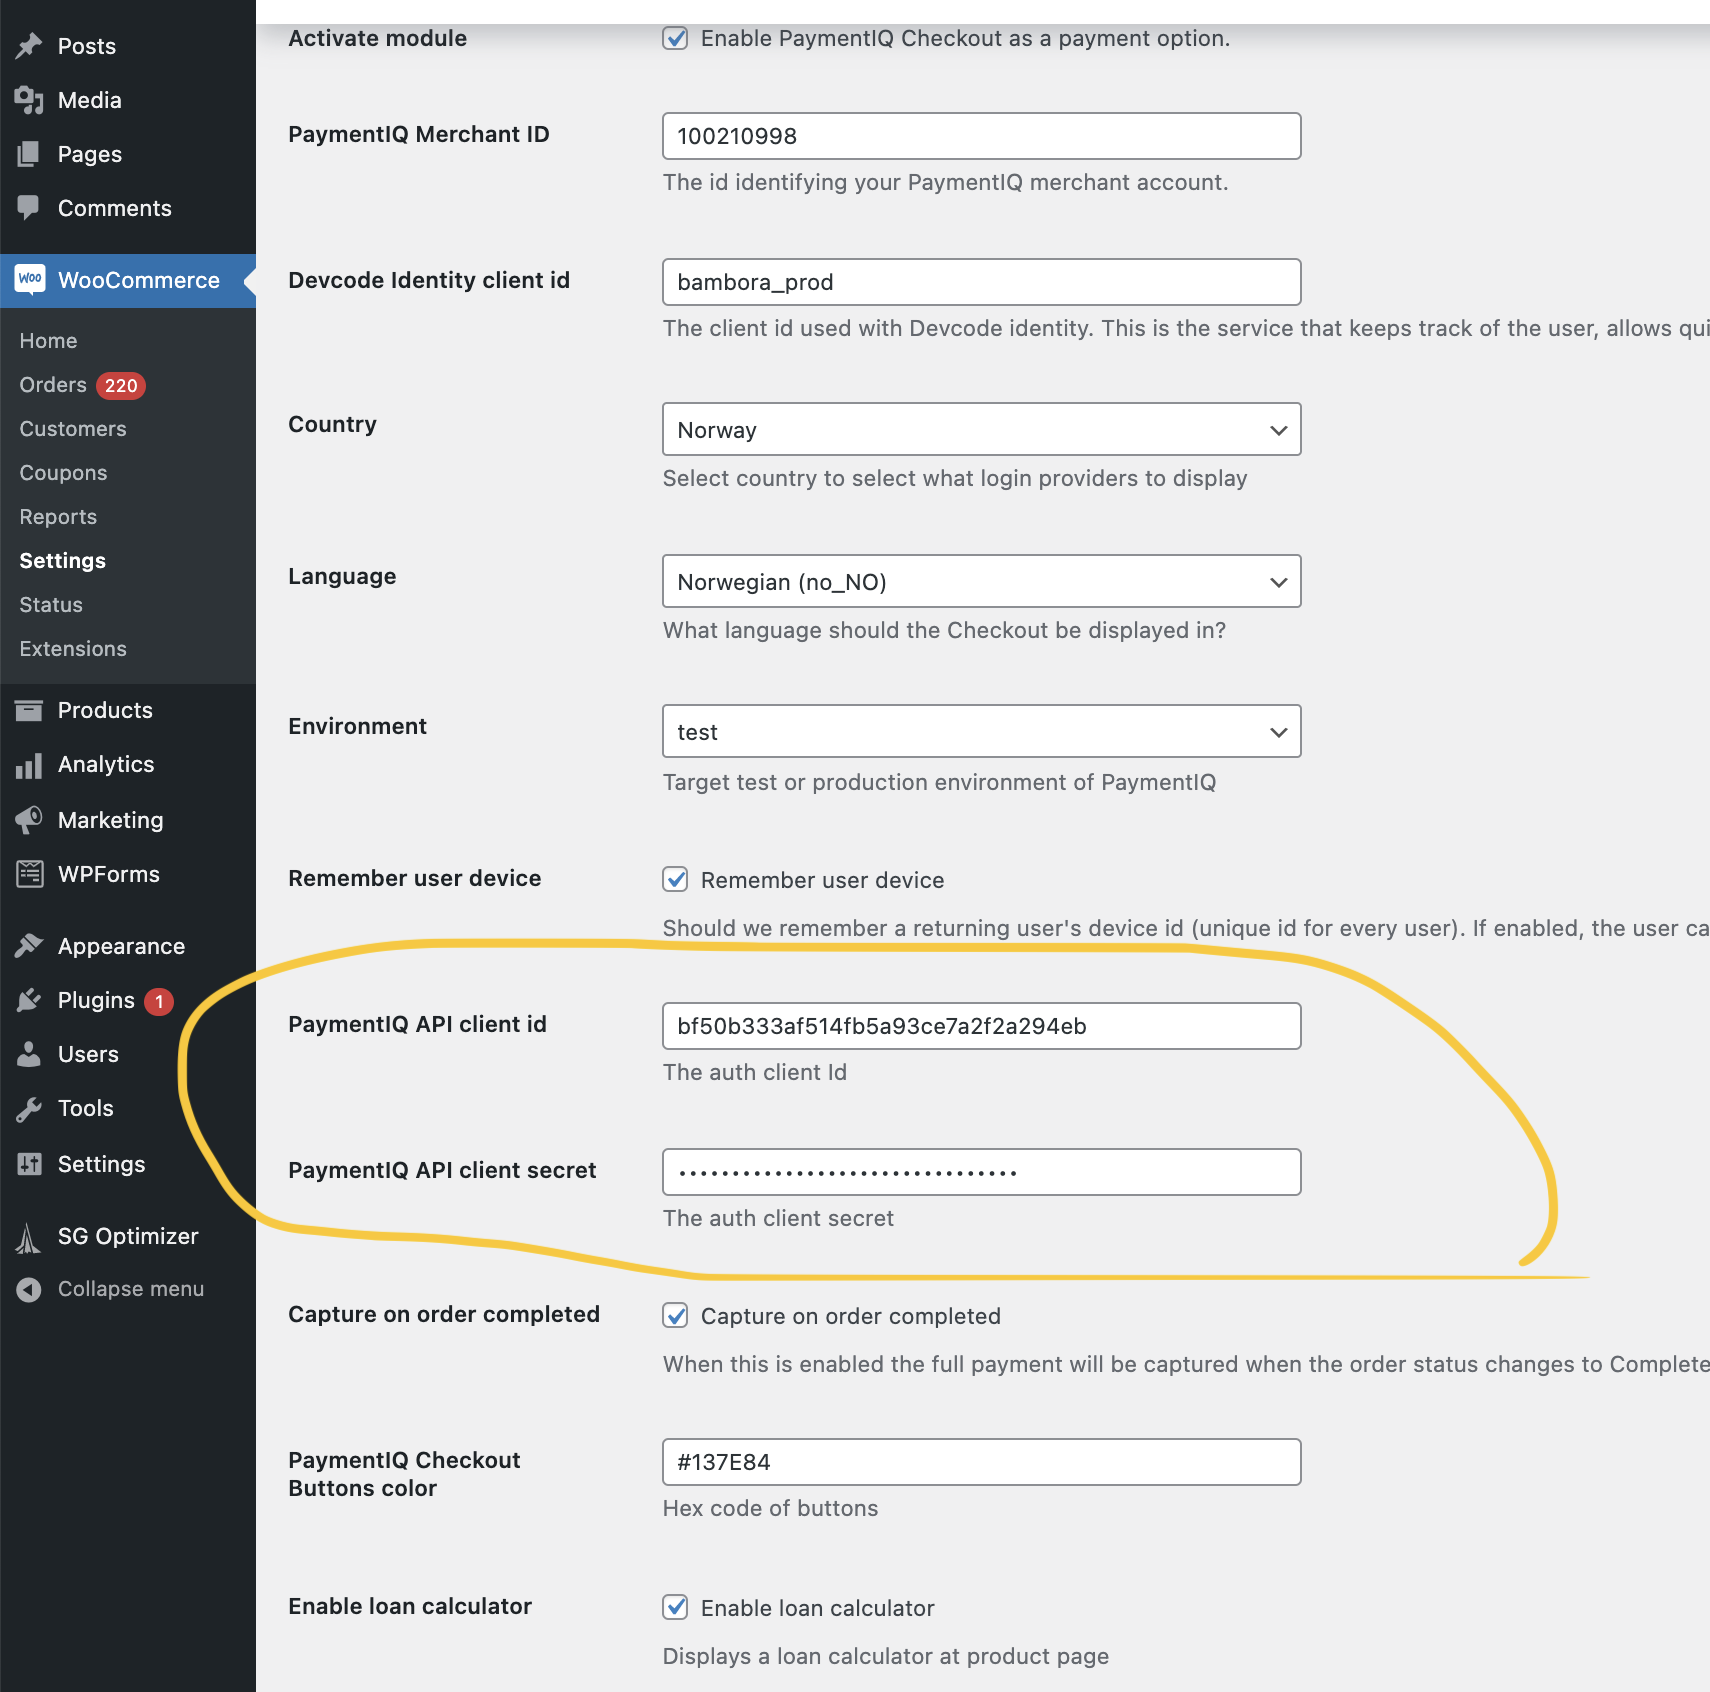 Posts
Media
Pages
Comments
Woo WooCommerce
Home
Orders 220
Customers
Coupons
Reports
Settings
Status
Extensions
Products
Analytics
Marketing
WPForms
Appearance
Plugins 1
Users
Tools
Settings
SG Optimizer
Collapse menu
Activate module
Enable PaymentIQ Checkout as a payment option.
PaymentIQ Merchant ID
100210998
The id identifying your PaymentIQ merchant account.
Devcode Identity client id
bambora_prod
The client id used with Devcode identity. This is the service that keeps track of the user, allows qui
Country
Norway
Select country to select what login providers to display
Language
Norwegian (no_NO)
What language should the Checkout be displayed in?
Environment
test
Target test or production environment of PaymentIQ
Remember user device
Remember user device
Should we remember a returning user's device id (unique id for every user). If enabled, the user ca
PaymentIQ API client id
bf50b333af514fb5a93ce7a2f2a294eb
The auth client Id
PaymentIQ API client secret
••••••••••••••••••••••••••••••••
The auth client secret
Capture on order completed
Capture on order completed
When this is enabled the full payment will be captured when the order status changes to Complete
PaymentIQ Checkout
Buttons color
#137E84
Hex code of buttons
Enable loan calculator
Enable loan calculator
Displays a loan calculator at product page